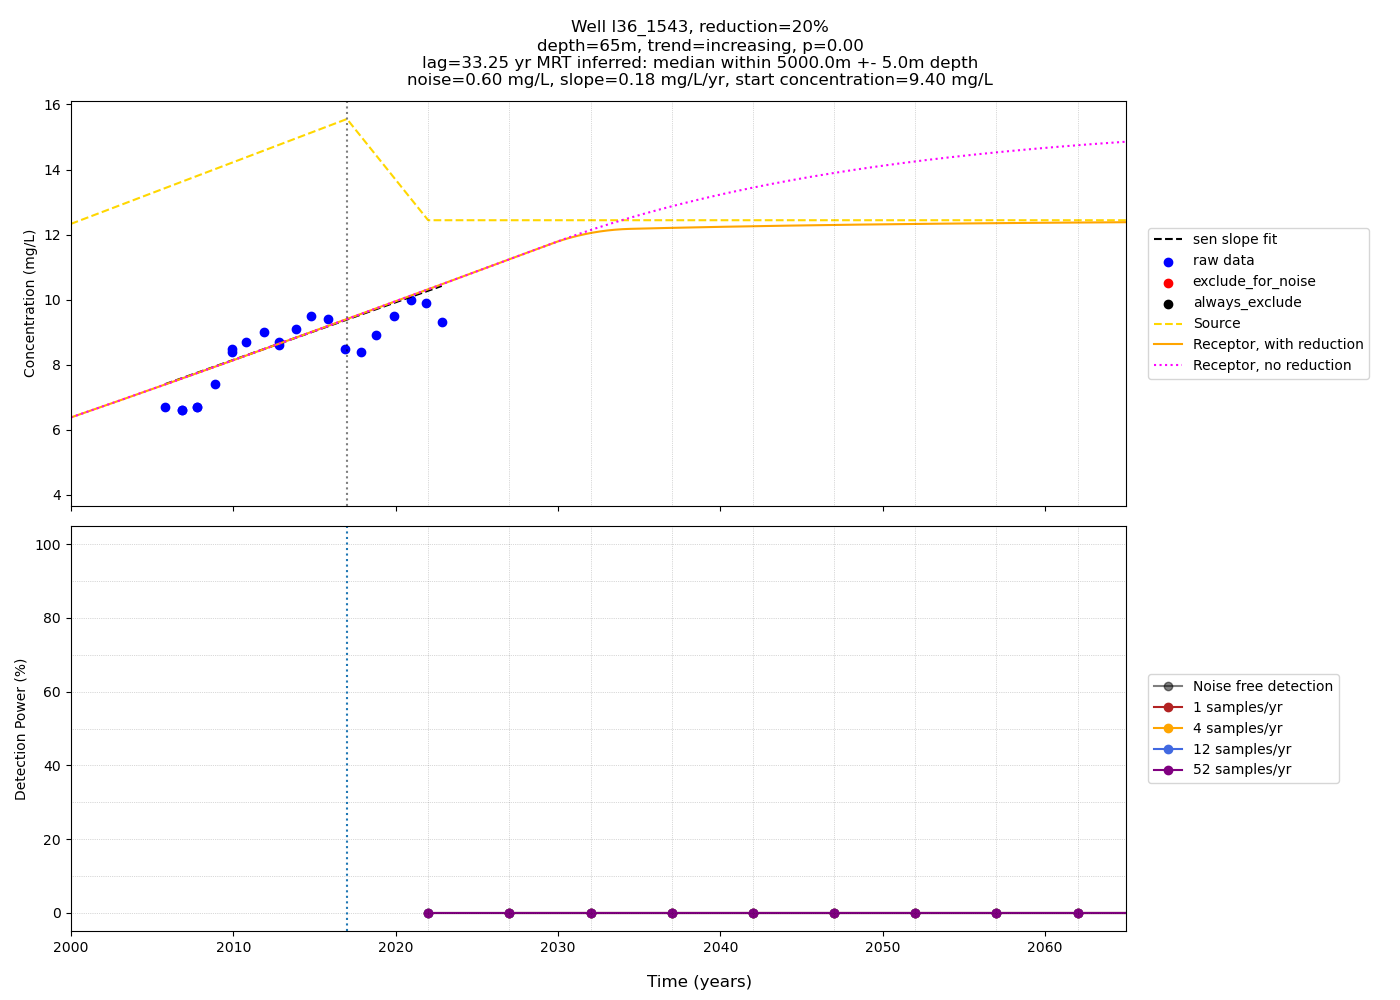 Well l36_1543, reduction=20%
depth=65m, trend=increasing, p=0.00
lag=33.25 yr MRT inferred: median within 5000.0m +- 5.0m depth
noise=0.60 mg/L, slope=0.18 mg/L/yr, start concentration=9.40 mg/L
16
14
12
10
8
6
4
Concentration (mg/L)
sen slope fit
raw data
exclude_for_noise
always_exclude
Source
Receptor, with reduction
Receptor, no reduction
100
80
60
40
20
0
Detection Power (%)
Noise free detection
1 samples/yr
4 samples/yr
12 samples/yr
52 samples/yr
2000 2010 2020 2030 2040 2050 2060
Time (years)